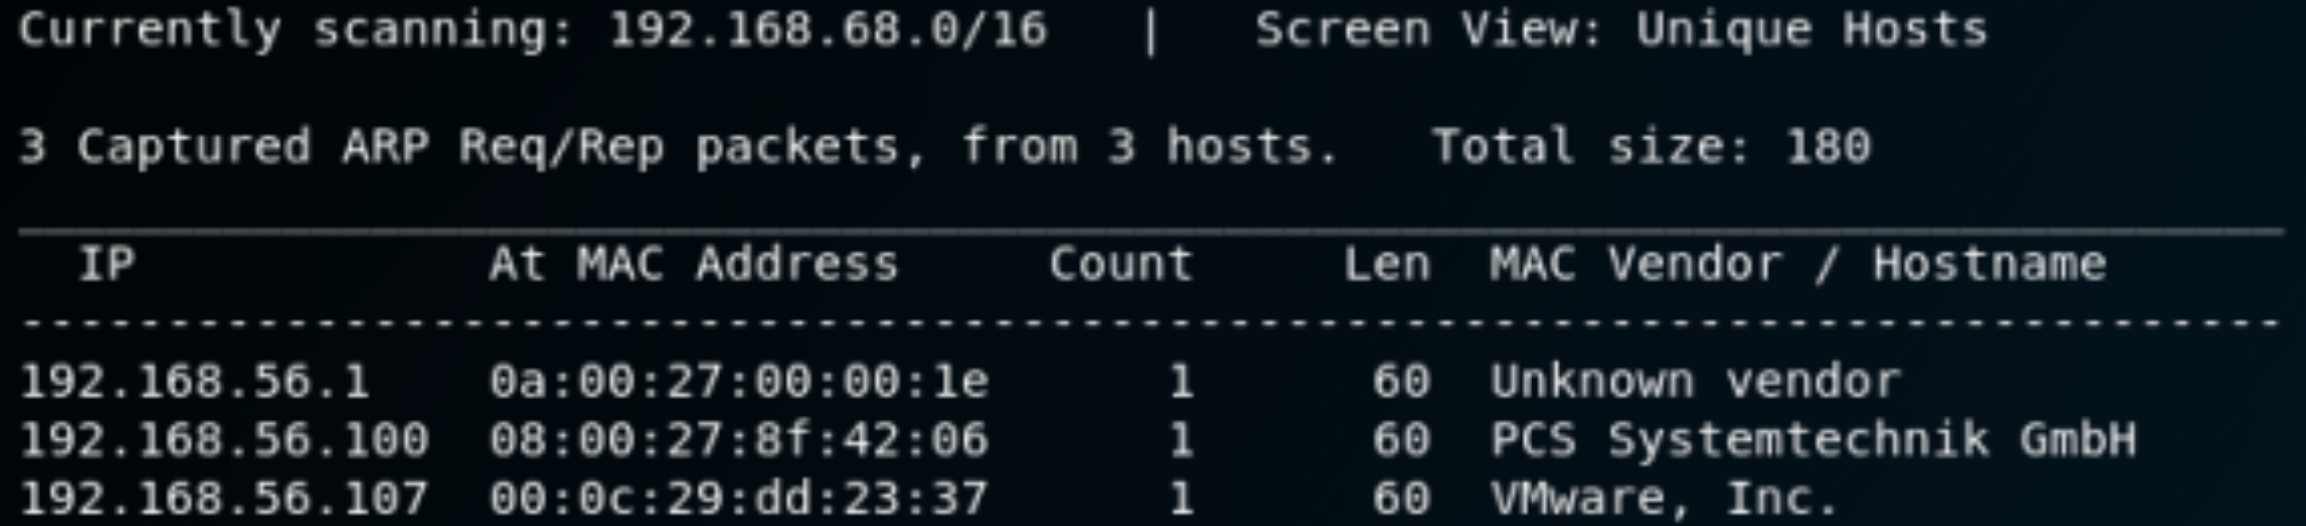 Currently scanning: 192.168.68.0/16   |   Screen View: Unique Hosts
3 Captured ARP Req/Rep packets, from 3 hosts.   Total size: 180
IP            At MAC Address     Count     Len  MAC Vendor / Hostname
-----------------------------------------------------------------------------
192.168.56.1    0a:00:27:00:00:1e      1      60  Unknown vendor
192.168.56.100  08:00:27:8f:42:06      1      60  PCS Systemtechnik GmbH
192.168.56.107  00:0c:29:dd:23:37      1      60  VMware, Inc.